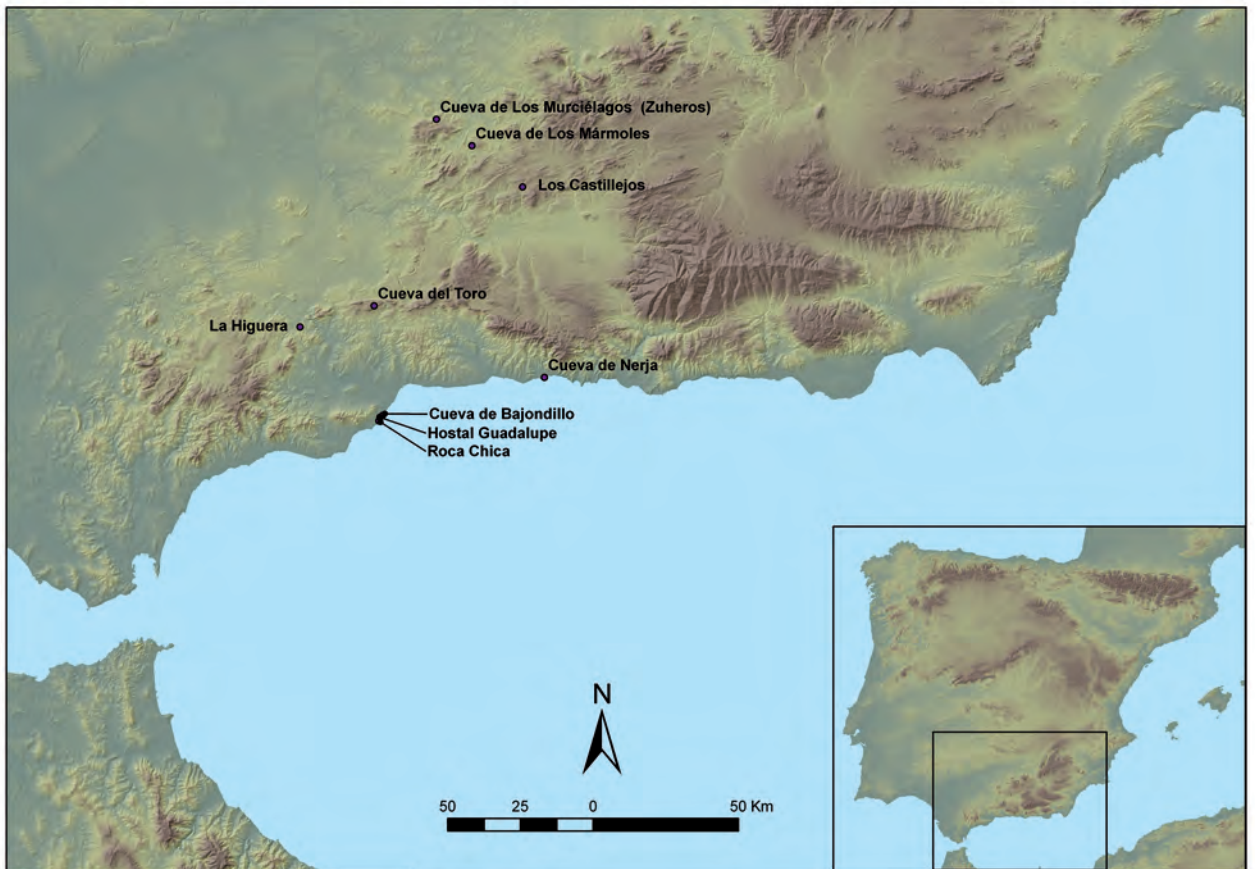 Cueva de Los Murciélagos (Zuheros)
Cueva de Los Mármoles
Los Castillejos
Cueva del Toro
La Higuera
Cueva de Nerja
Cueva de Bajondillo
Hostal Guadalupe
Roca Chica
N
50 25 0 50 Km